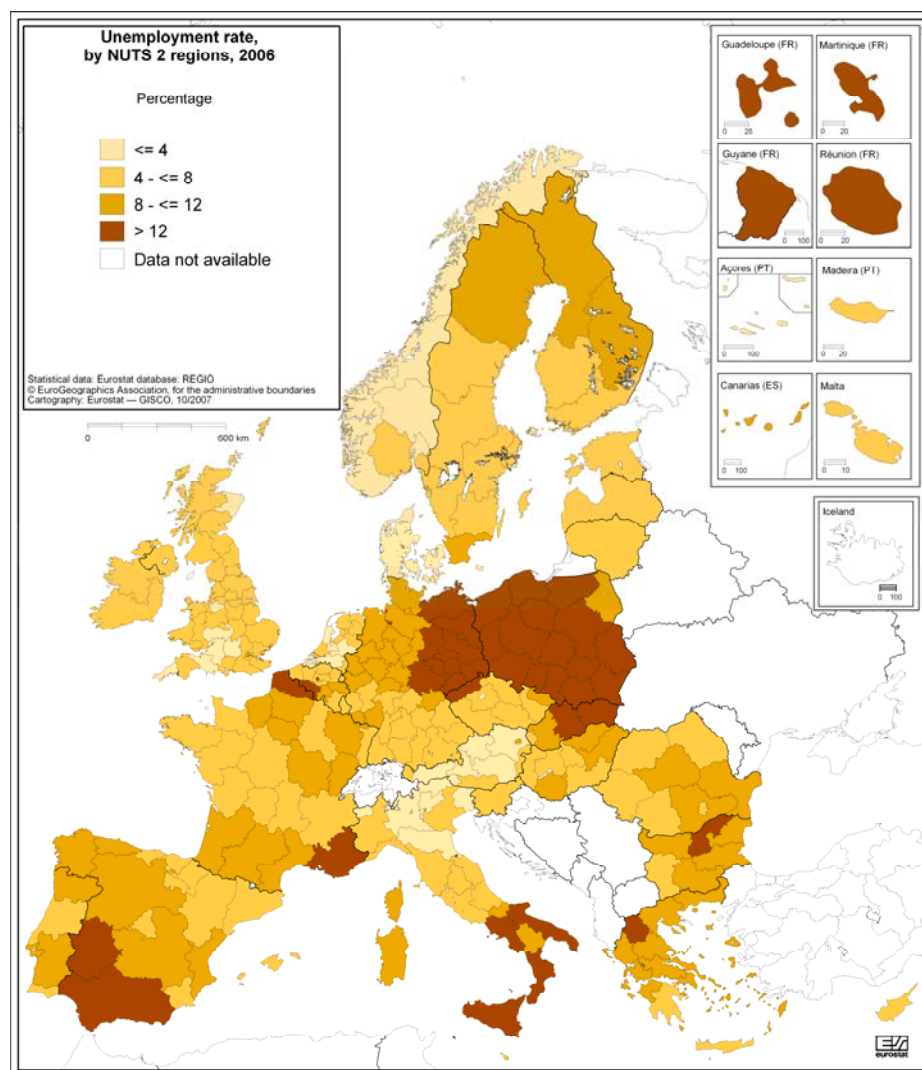 Unemployment rate,
by NUTS 2 regions, 2006
Percentage
<= 4
4 - <= 8
8 - <= 12
> 12
Data not available
Statistical data: Eurostat database: REGIO
© EuroGeographics Association, for the administrative boundaries
Cartography: Eurostat — GISCO, 10/2007
0 600 km
Guadeloupe (FR)
0 25
Martinique (FR)
0 20
Guyane (FR)
0 100
Réunion (FR)
0 20
Açores (PT)
0 100
Madeira (PT)
0 20
Canarias (ES)
0 100
Malta
0 10
Iceland
0 100
eurostat